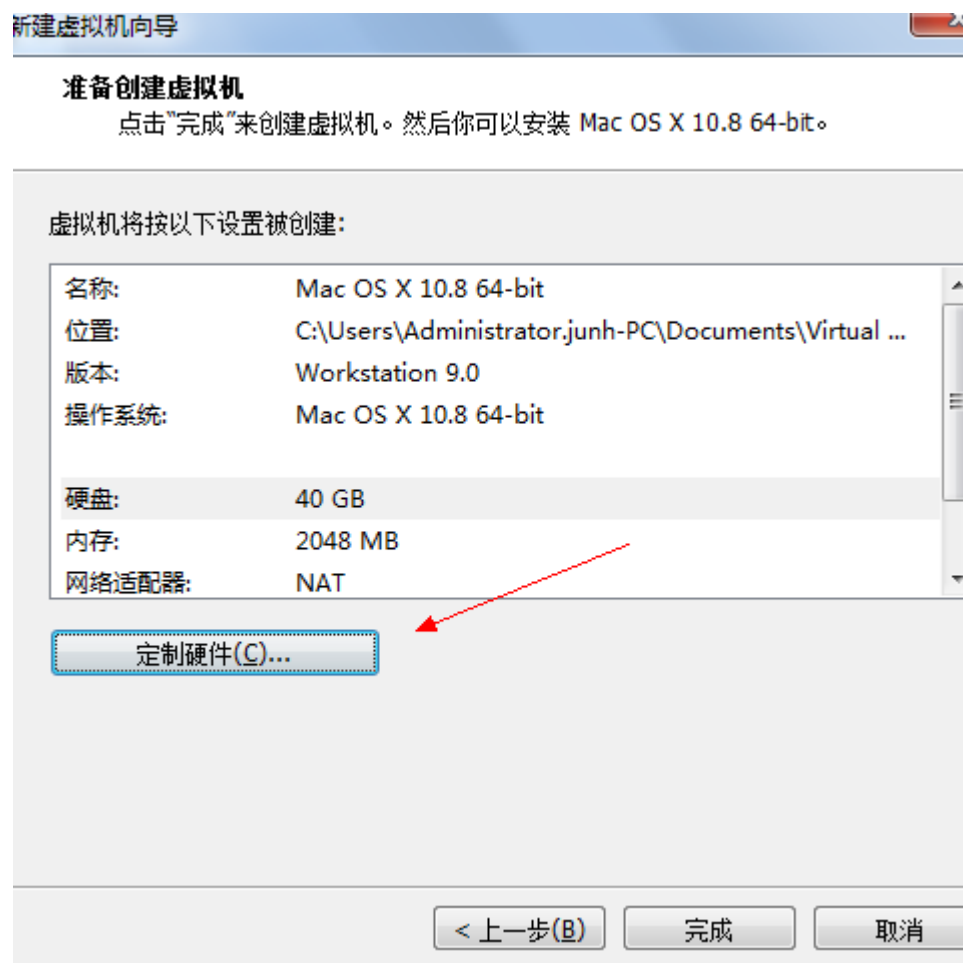 新建虚拟机向导
准备创建虚拟机
点击"完成"来创建虚拟机。然后你可以安装 Mac OS X 10.8 64-bit。
虚拟机将按以下设置被创建:
名称: Mac OS X 10.8 64-bit
位置: C:\Users\Administrator.junh-PC\Documents\Virtual ...
版本: Workstation 9.0
操作系统: Mac OS X 10.8 64-bit
硬盘: 40 GB
内存: 2048 MB
网络适配器: NAT
定制硬件(C)...
< 上一步(B) 完成 取消